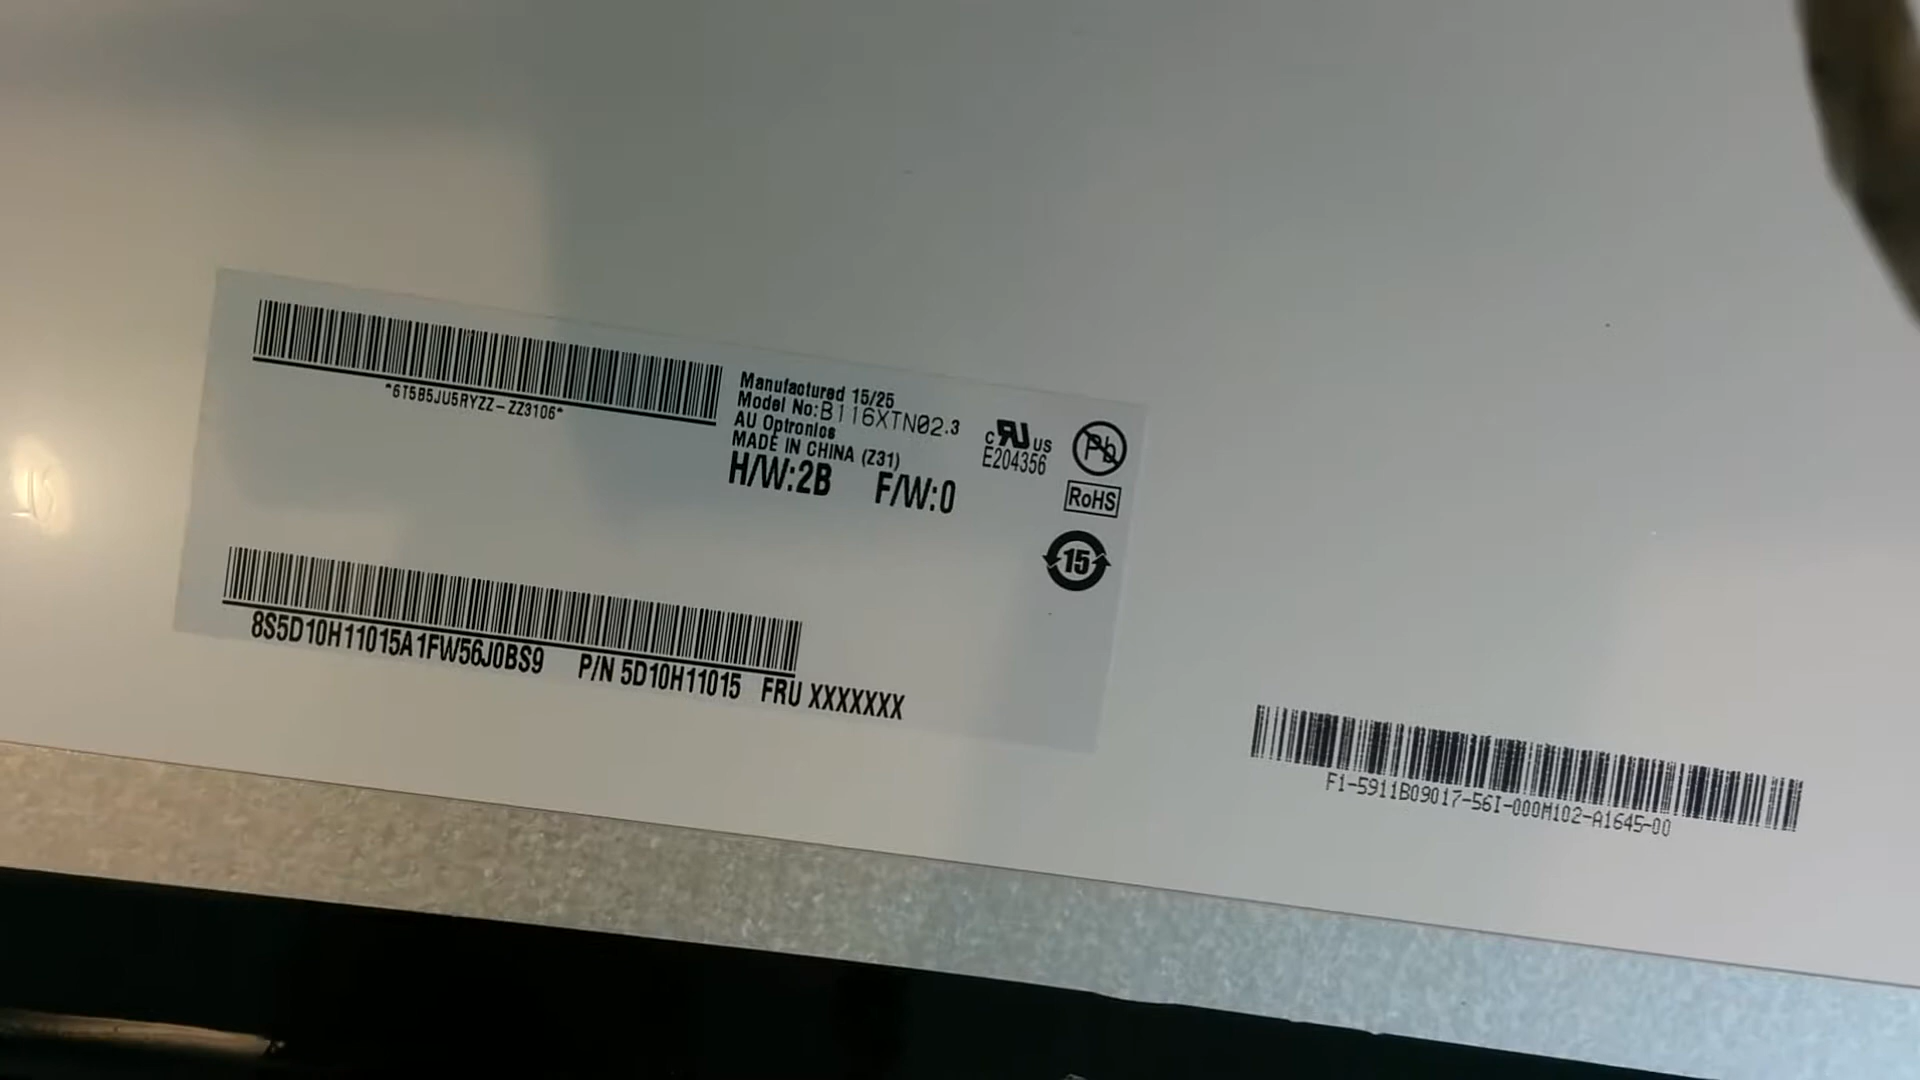 *6T5B5JU5RYZZ-ZZ3106*
Manufactured 15/25
Model No:B116XTN02.3
AU Optronics
MADE IN CHINA (Z31)
H/W:2B F/W:0
c RU US
E204356
Pb
RoHS
15
8S5D10H11015A1FW56J0BS9 P/N 5D10H11015 FRU XXXXXXX
F1-5911B09017-56I-000M102-A1645-00